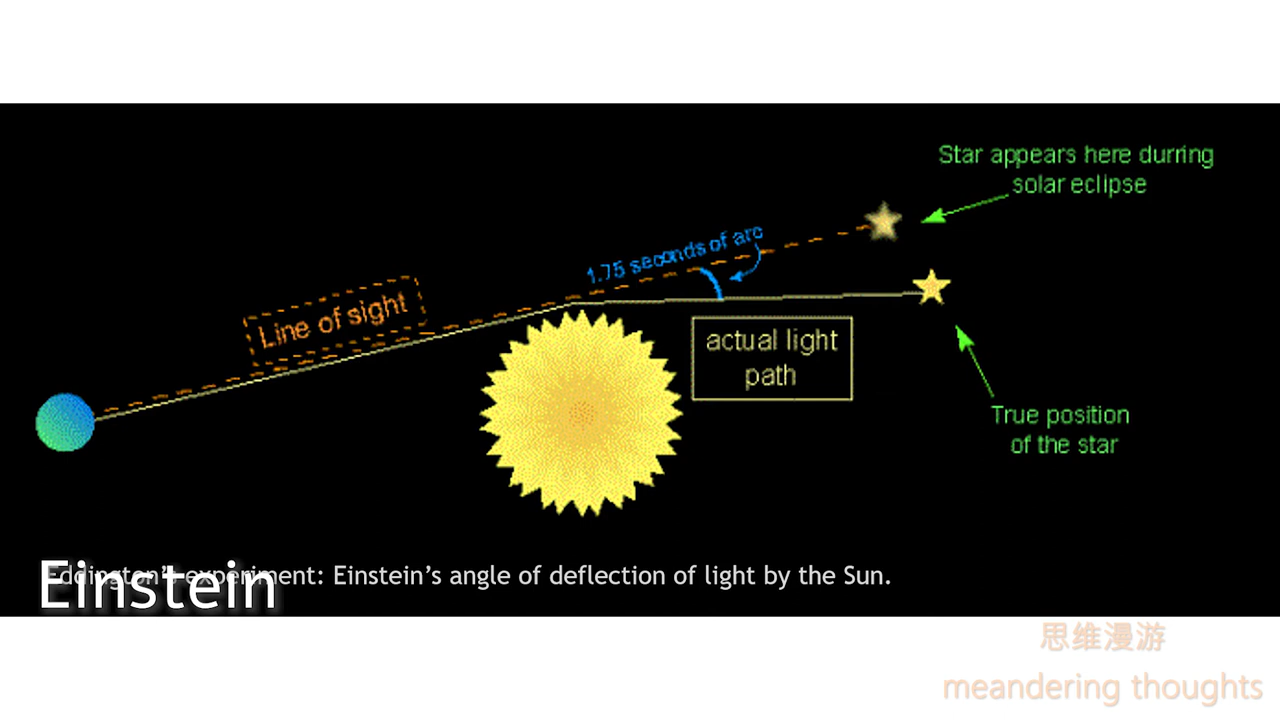 Star appears here durring
solar eclipse
1.75 seconds of arc
Line of sight
actual light
path
True position
of the star
Eddington's experiment: Einstein's angle of deflection of light by the Sun.
Einstein
思维漫游
meandering thoughts